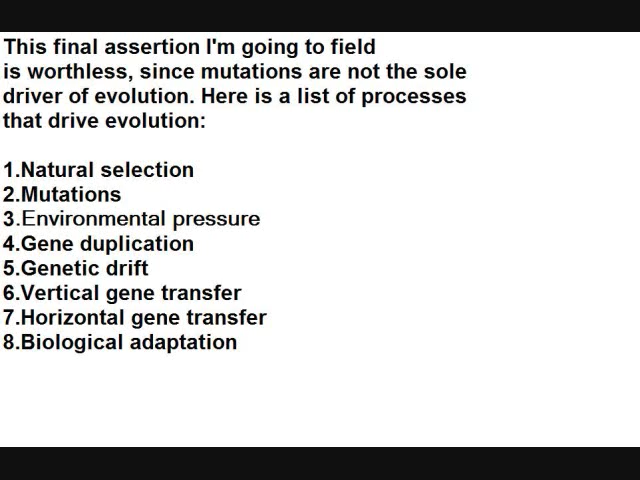 This final assertion I'm going to field
is worthless, since mutations are not the sole
driver of evolution. Here is a list of processes
that drive evolution:
1.Natural selection
2.Mutations
3.Environmental pressure
4.Gene duplication
5.Genetic drift
6.Vertical gene transfer
7.Horizontal gene transfer
8.Biological adaptation